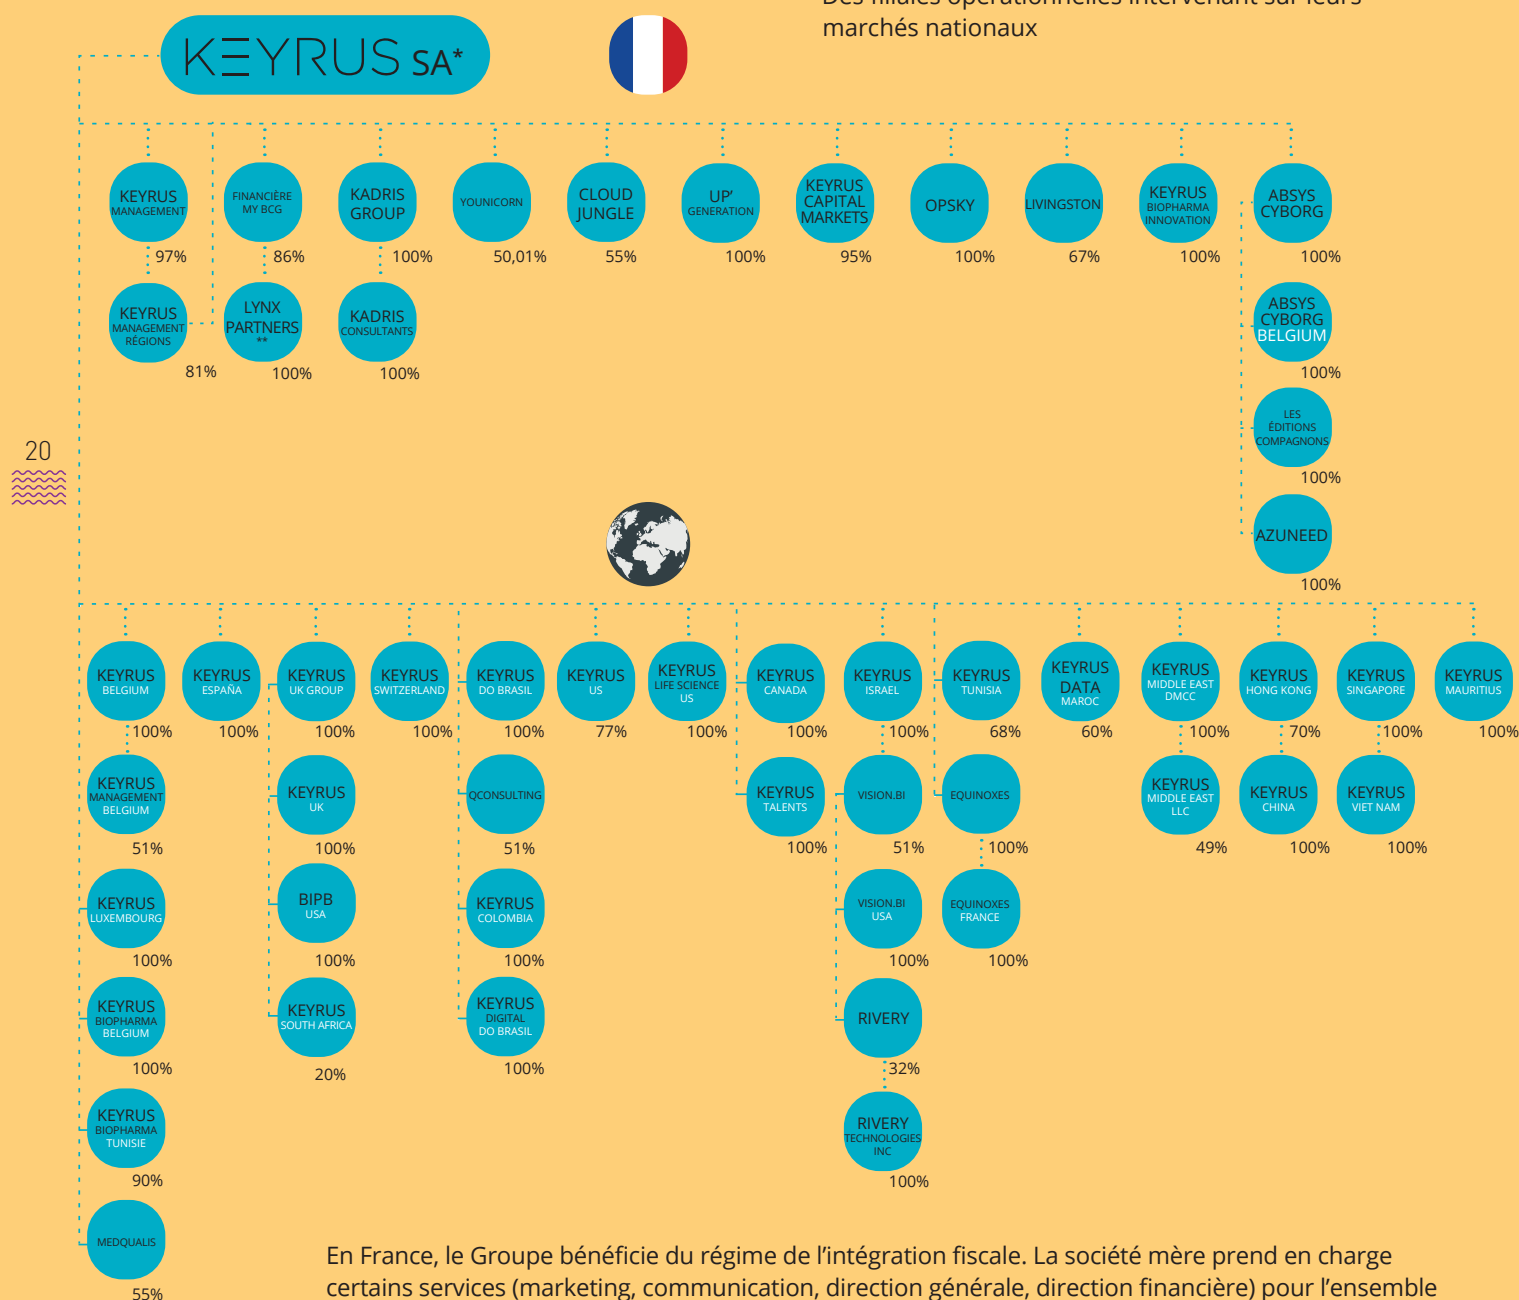 Des filiales opérationnelles intervenant sur leurs
marchés nationaux
KEYRUS SA*
KEYRUS
MANAGEMENT
97%
FINANCIÈRE
MY BCG
86%
KADRIS
GROUP
100%
YOUNICORN
50,01%
CLOUD
JUNGLE
55%
UP'
GENERATION
100%
KEYRUS
CAPITAL
MARKETS
95%
OPSKY
100%
LIVINGSTON
67%
KEYRUS
BIOPHARMA
INNOVATION
100%
ABSYS
CYBORG
100%
KEYRUS
MANAGEMENT
RÉGIONS
81%
LYNX
PARTNERS
**
100%
KADRIS
CONSULTANTS
100%
ABSYS
CYBORG
BELGIUM
100%
LES
ÉDITIONS
COMPAGNONS
100%
AZUNEED
100%
20
KEYRUS
BELGIUM
100%
KEYRUS
ESPAÑA
100%
KEYRUS
UK GROUP
100%
KEYRUS
SWITZERLAND
100%
KEYRUS
DO BRASIL
100%
KEYRUS
US
77%
KEYRUS
LIFE SCIENCE
US
100%
KEYRUS
CANADA
100%
KEYRUS
ISRAEL
100%
KEYRUS
TUNISIA
68%
KEYRUS
DATA
MAROC
60%
KEYRUS
MIDDLE EAST
DMCC
100%
KEYRUS
HONG KONG
70%
KEYRUS
SINGAPORE
100%
KEYRUS
MAURITIUS
100%
KEYRUS
MANAGEMENT
BELGIUM
51%
KEYRUS
UK
100%
QCONSULTING
51%
KEYRUS
TALENTS
100%
VISION.BI
51%
EQUINOXES
100%
KEYRUS
MIDDLE EAST
LLC
49%
KEYRUS
CHINA
100%
KEYRUS
VIET NAM
100%
KEYRUS
LUXEMBOURG
100%
BIPB
USA
100%
KEYRUS
COLOMBIA
100%
VISION.BI
USA
100%
EQUINOXES
FRANCE
100%
KEYRUS
BIOPHARMA
BELGIUM
100%
KEYRUS
SOUTH AFRICA
20%
KEYRUS
DIGITAL
DO BRASIL
100%
RIVERY
32%
KEYRUS
BIOPHARMA
TUNISIE
90%
RIVERY
TECHNOLOGIES
INC
100%
MEDQUALIS
55%
En France, le Groupe bénéficie du régime de l'intégration fiscale. La société mère prend en charge
certains services (marketing, communication, direction générale, direction financière) pour l'ensemble